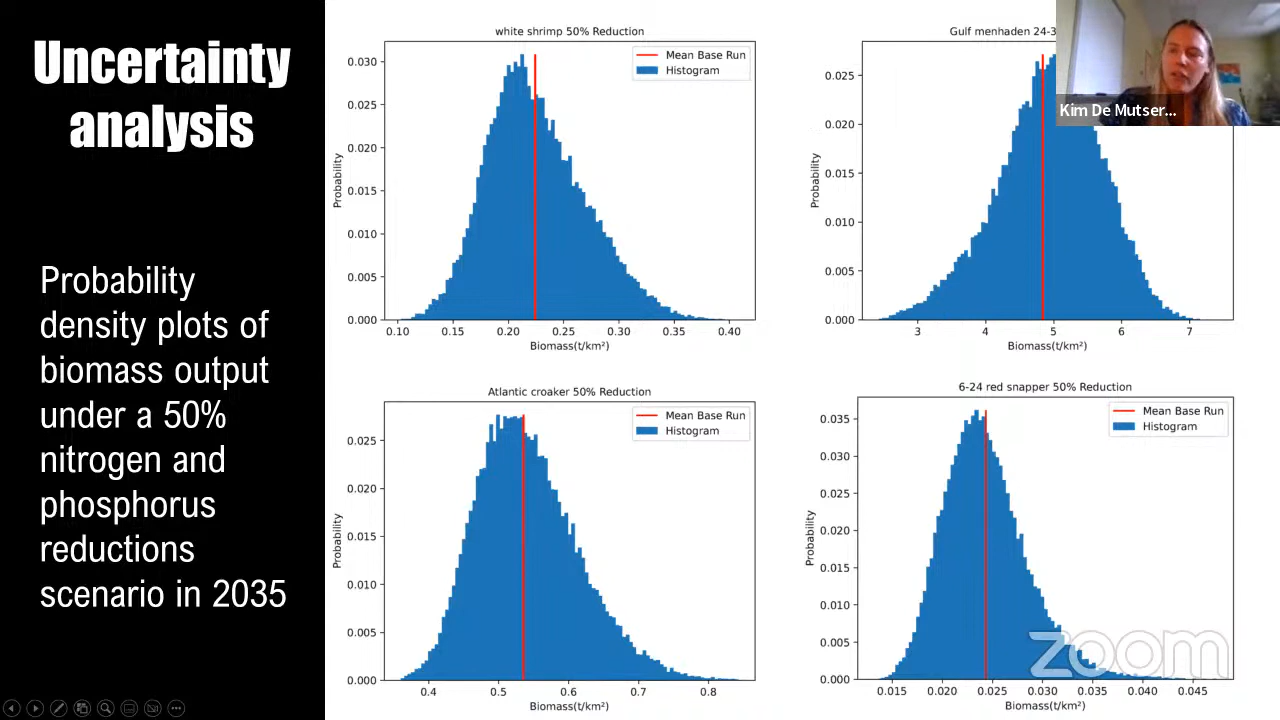 Uncertainty
analysis
Probability
density plots of
biomass output
under a 50%
nitrogen and
phosphorus
reductions
scenario in 2035
white shrimp 50% Reduction
Mean Base Run
Histogram
0.030
0.025
0.020
0.015
0.010
0.005
0.000
Probability
0.10 0.15 0.20 0.25 0.30 0.35 0.40
Biomass(t/km²)
Gulf menhaden 24-3
Kim De Mutser...
0.025
0.020
0.015
0.010
0.005
0.000
Probability
3 4 5 6 7
Biomass(t/km²)
Atlantic croaker 50% Reduction
Mean Base Run
Histogram
0.025
0.020
0.015
0.010
0.005
0.000
Probability
0.4 0.5 0.6 0.7 0.8
Biomass(t/km²)
6-24 red snapper 50% Reduction
Mean Base Run
Histogram
0.035
0.030
0.025
0.020
0.015
0.010
0.005
0.000
Probability
0.015 0.020 0.025 0.030 0.035 0.040 0.045
Biomass(t/km²)
zoom